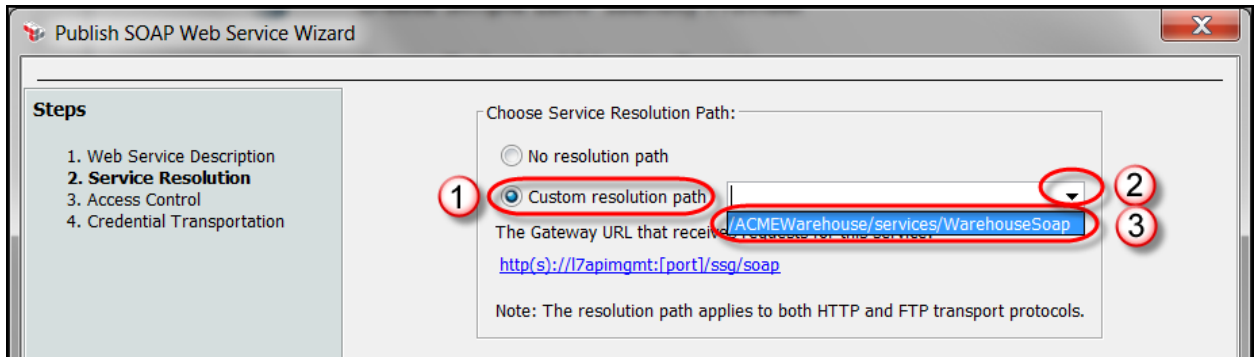 Publish SOAP Web Service Wizard
X
Steps
1. Web Service Description
2. Service Resolution
3. Access Control
4. Credential Transportation
Choose Service Resolution Path:
No resolution path
1 Custom resolution path 2
/ACMEWarehouse/services/WarehouseSoap 3
The Gateway URL that receives requests for this service:
http(s)://l7apimgmt:[port]/ssg/soap
Note: The resolution path applies to both HTTP and FTP transport protocols.